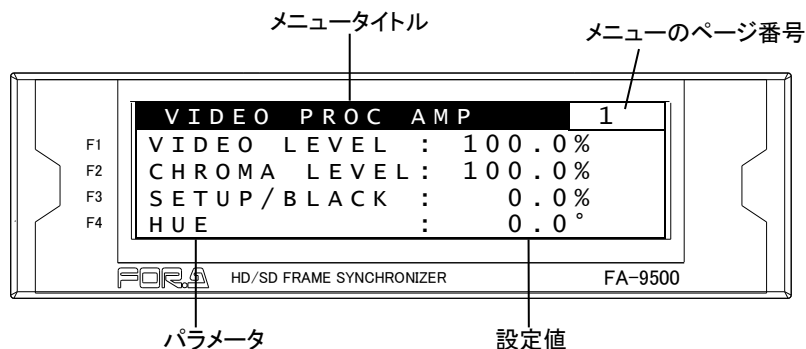 メニュータイトル
メニューのページ番号
VIDEO PROC AMP 1
F1 VIDEO LEVEL : 100.0%
F2 CHROMA LEVEL: 100.0%
F3 SETUP/BLACK : 0.0%
F4 HUE : 0.0°
FOR.A HD/SD FRAME SYNCHRONIZER FA-9500
パラメータ
設定値